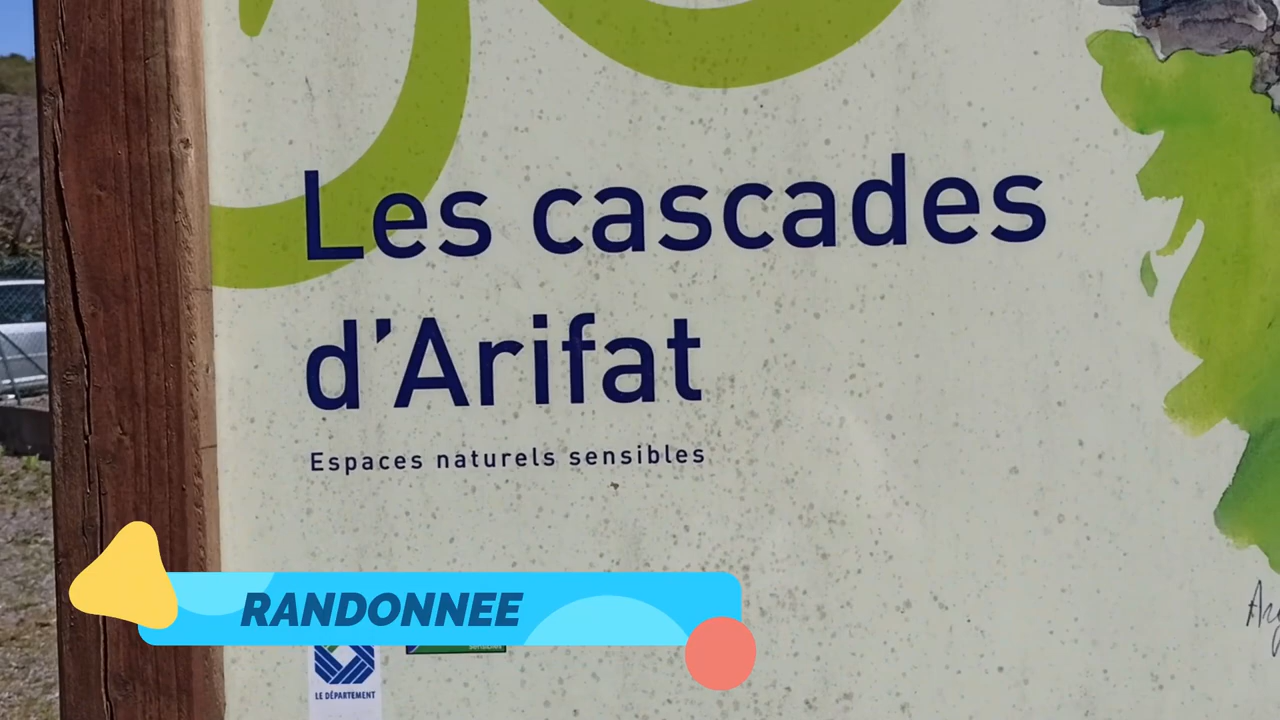 Les cascades
d'Arifat
Espaces naturels sensibles
RANDONNEE
LE DÉPARTEMENT